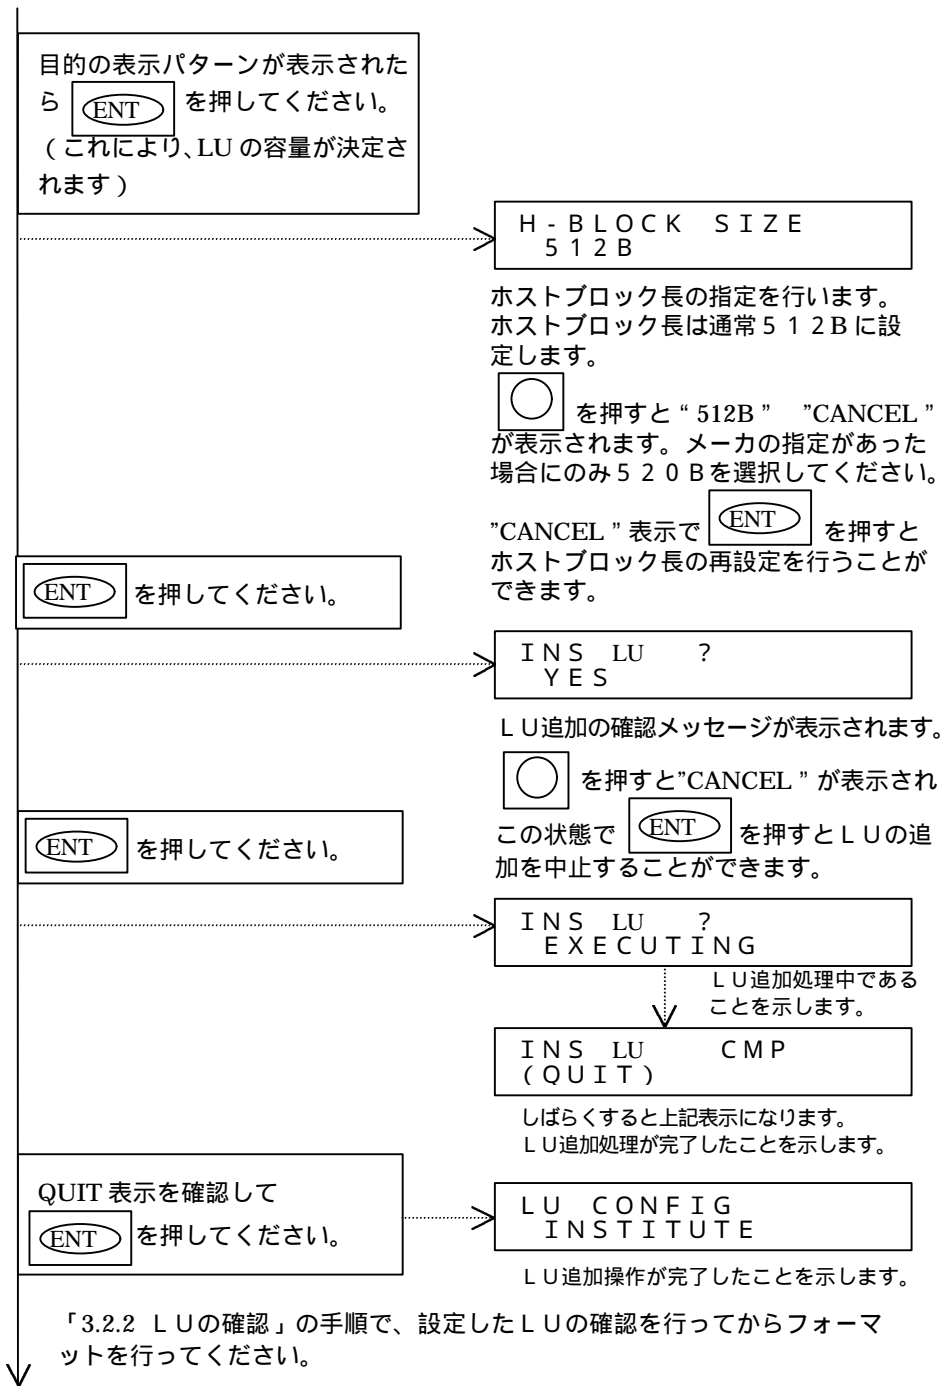 目的の表示パターンが表示された
ら ENT を押してください。
(これにより、LU の容量が決定さ
れます)
H-BLOCK SIZE
512B
ホストブロック長の指定を行います。
ホストブロック長は通常512Bに設
定します。
を押すと“512B” ”CANCEL”
が表示されます。メーカの指定があった
場合にのみ520Bを選択してください。
”CANCEL”表示で ENT を押すと
ホストブロック長の再設定を行うことが
できます。
ENT を押してください。
INS LU ?
YES
LU追加の確認メッセージが表示されます。
を押すと”CANCEL”が表示され
この状態で ENT を押すとLUの追
加を中止することができます。
ENT を押してください。
INS LU ?
EXECUTING
LU追加処理中である
ことを示します。
INS LU CMP
(QUIT)
しばらくすると上記表示になります。
LU追加処理が完了したことを示します。
QUIT 表示を確認して
ENT を押してください。
LU CONFIG
INSTITUTE
LU追加操作が完了したことを示します。
「3.2.2 LUの確認」の手順で、設定したLUの確認を行ってからフォーマ
ットを行ってください。